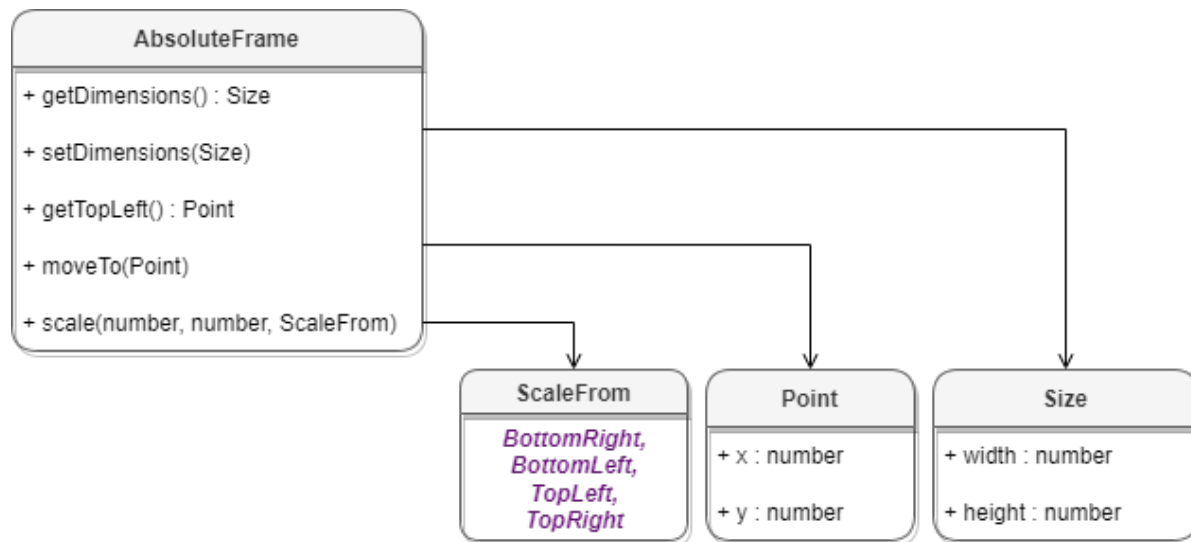 AbsoluteFrame
+ getDimensions() : Size
+ setDimensions(Size)
+ getTopLeft() : Point
+ moveTo(Point)
+ scale(number, number, ScaleFrom)
ScaleFrom
BottomRight,
BottomLeft,
TopLeft,
TopRight
Point
+ x : number
+ y : number
Size
+ width : number
+ height : number